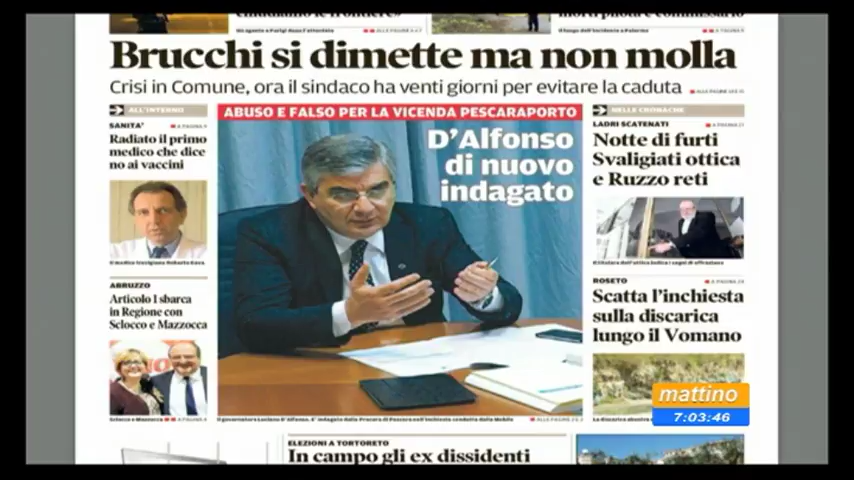 Brucchi si dimette ma non molla
Crisi in Comune, ora il sindaco ha venti giorni per evitare la caduta
ALL'INTERNO
SANITA'
Radiato il primo
medico che dice
no ai vaccini
ABRUZZO
Articolo 1 sbarca
in Regione con
Sclocco e Mazzocca
Sclocco e Mazzocca
ABUSO E FALSO PER LA VICENDA PESCARAPORTO
D'Alfonso
di nuovo
indagato
NELLE CRONACHE
LADRI SCATENATI
Notte di furti
Svaligiati ottica
e Ruzzo reti
ROSETO
Scatta l'inchiesta
sulla discarica
lungo il Vomano
mattino
7:03:46
ELEZIONI A TORTORETO
In campo gli ex dissidenti